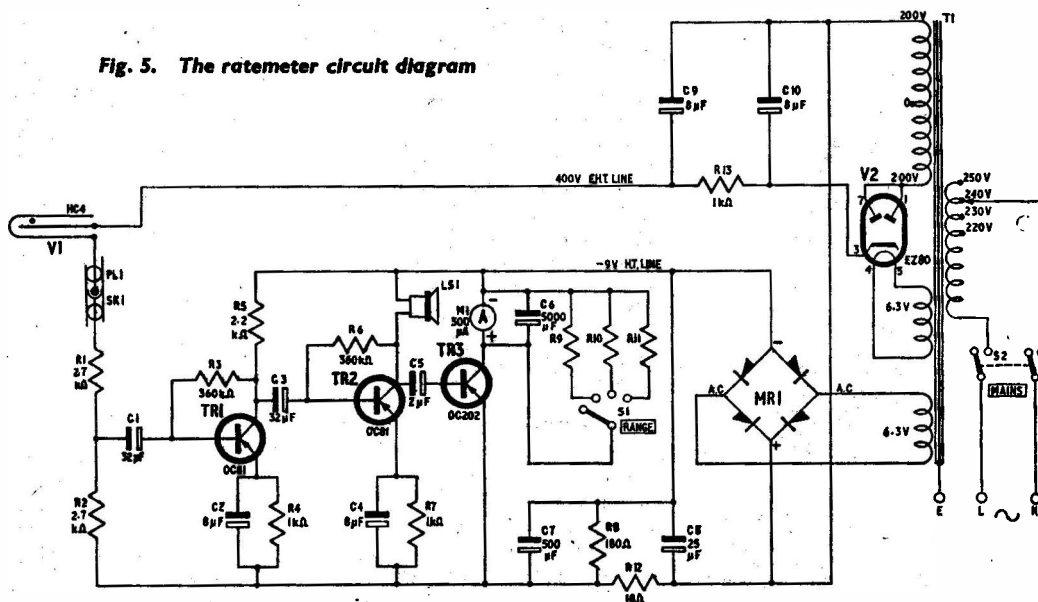 Fig. 5. The ratemeter circuit diagram
200V
T1
C9
8µF
C10
8µF
400V EHT. LINE
R13
1kΩ
V2
200V
7
1
3
4
5
EZ80
250V
240V
230V
220V
MC4
V1
PL1
SK1
-9V H.T. LINE
R5
2·2
kΩ
LS1
M1
500
µA
A
-
+
C6
5000
µF
R9
R10
R11
6·3V
R1
2·7
kΩ
R3
360kΩ
R6
360kΩ
TR1
C3
32µF
TR2
C5
2µF
TR3
OC202
OC81
OC81
S1
RANGE
A.C
MR1
A.C
-
+
6·3V
S2
MAINS
C1
32µF
R2
2·7
kΩ
C2
8µF
R4
1kΩ
C4
8µF
R7
1kΩ
C7
500
µF
R8
180Ω
C8
25
µF
R12
E
L
N